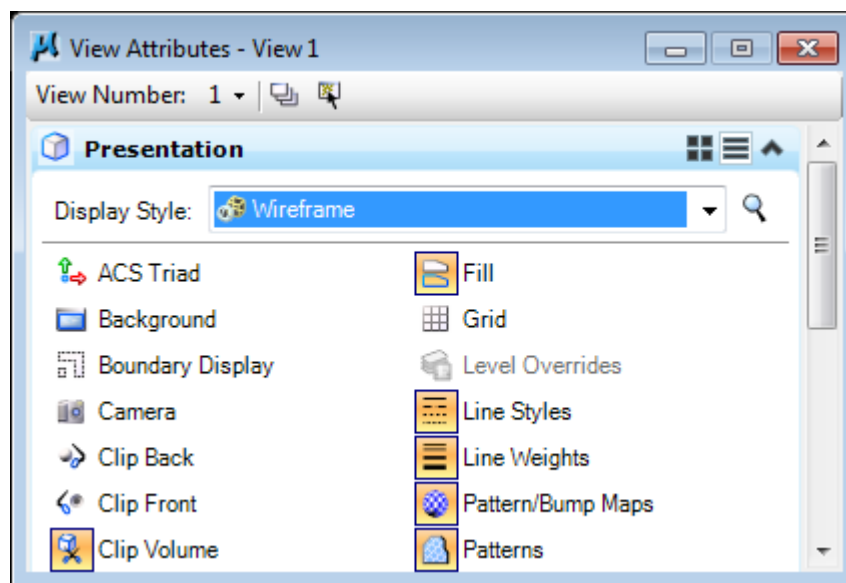 View Attributes - View 1
View Number: 1
Presentation
Display Style: Wireframe
ACS Triad Fill
Background Grid
Boundary Display Level Overrides
Camera Line Styles
Clip Back Line Weights
Clip Front Pattern/Bump Maps
Clip Volume Patterns